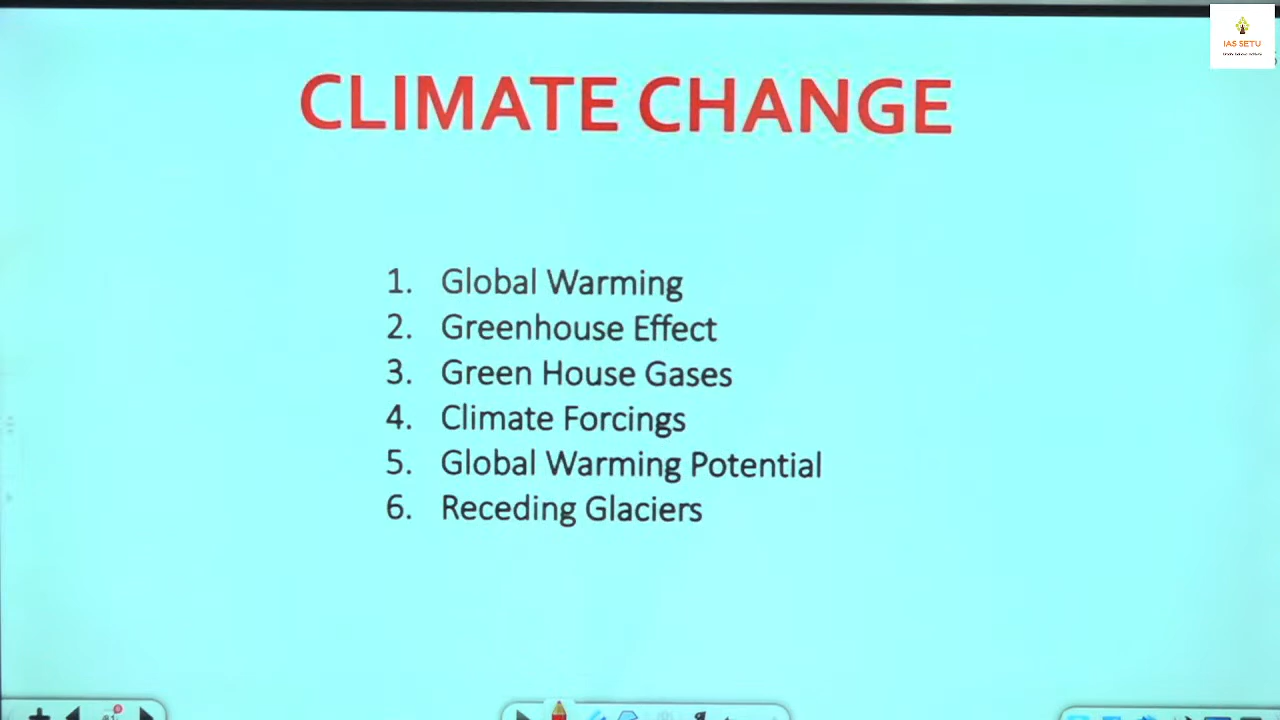 IAS SETU
CLIMATE CHANGE
1. Global Warming
2. Greenhouse Effect
3. Green House Gases
4. Climate Forcings
5. Global Warming Potential
6. Receding Glaciers